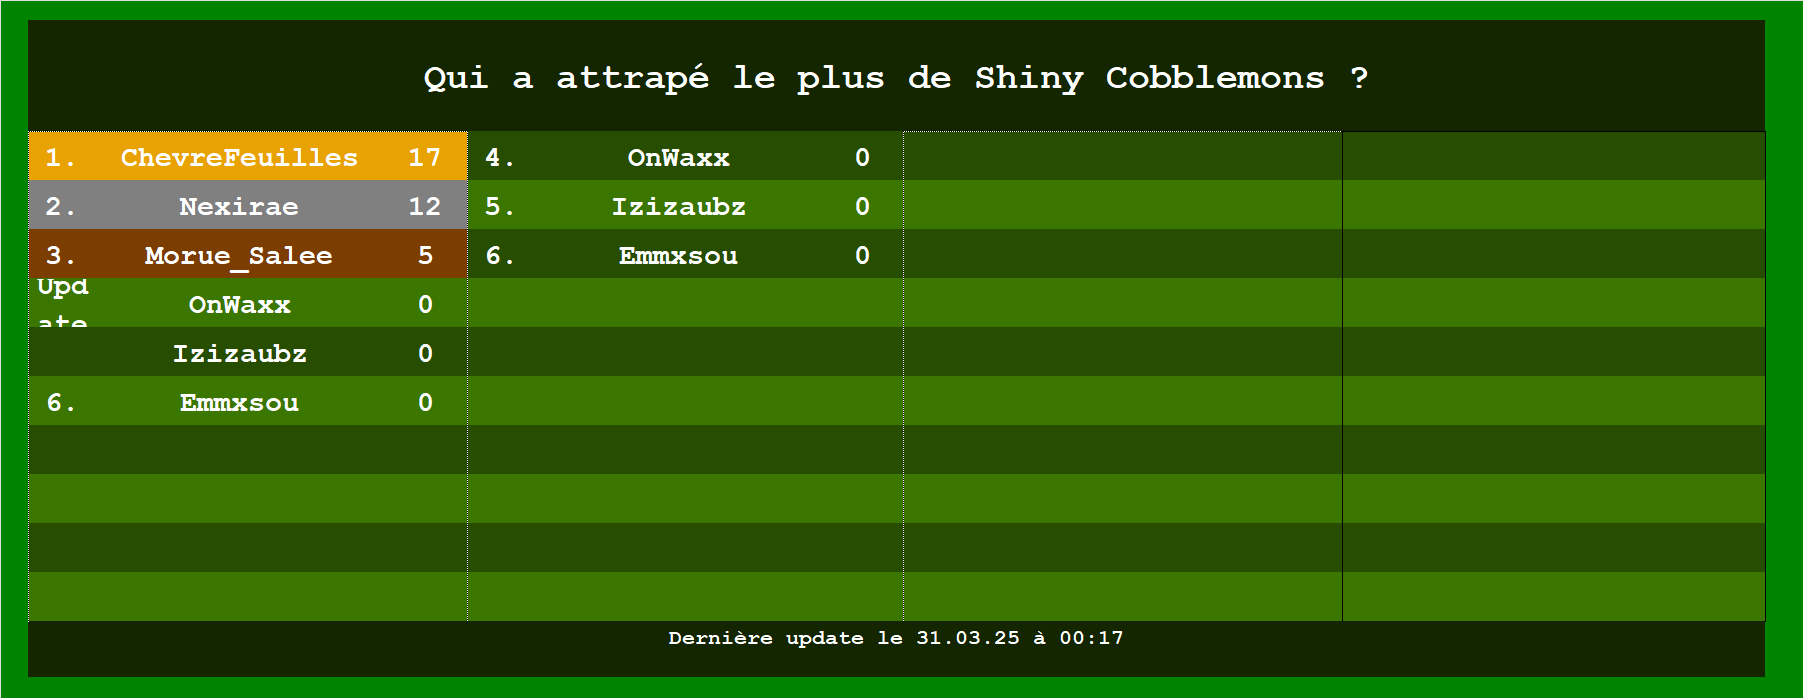 Qui a attrapé le plus de Shiny Cobblemons ?
1. ChevreFeuilles 17 4. OnWaxx 0
2. Nexirae 12 5. Izizaubz 0
3. Morue_Salee 5 6. Emmxsou 0
Upd
ate
OnWaxx 0
Izizaubz 0
6. Emmxsou 0
Dernière update le 31.03.25 à 00:17